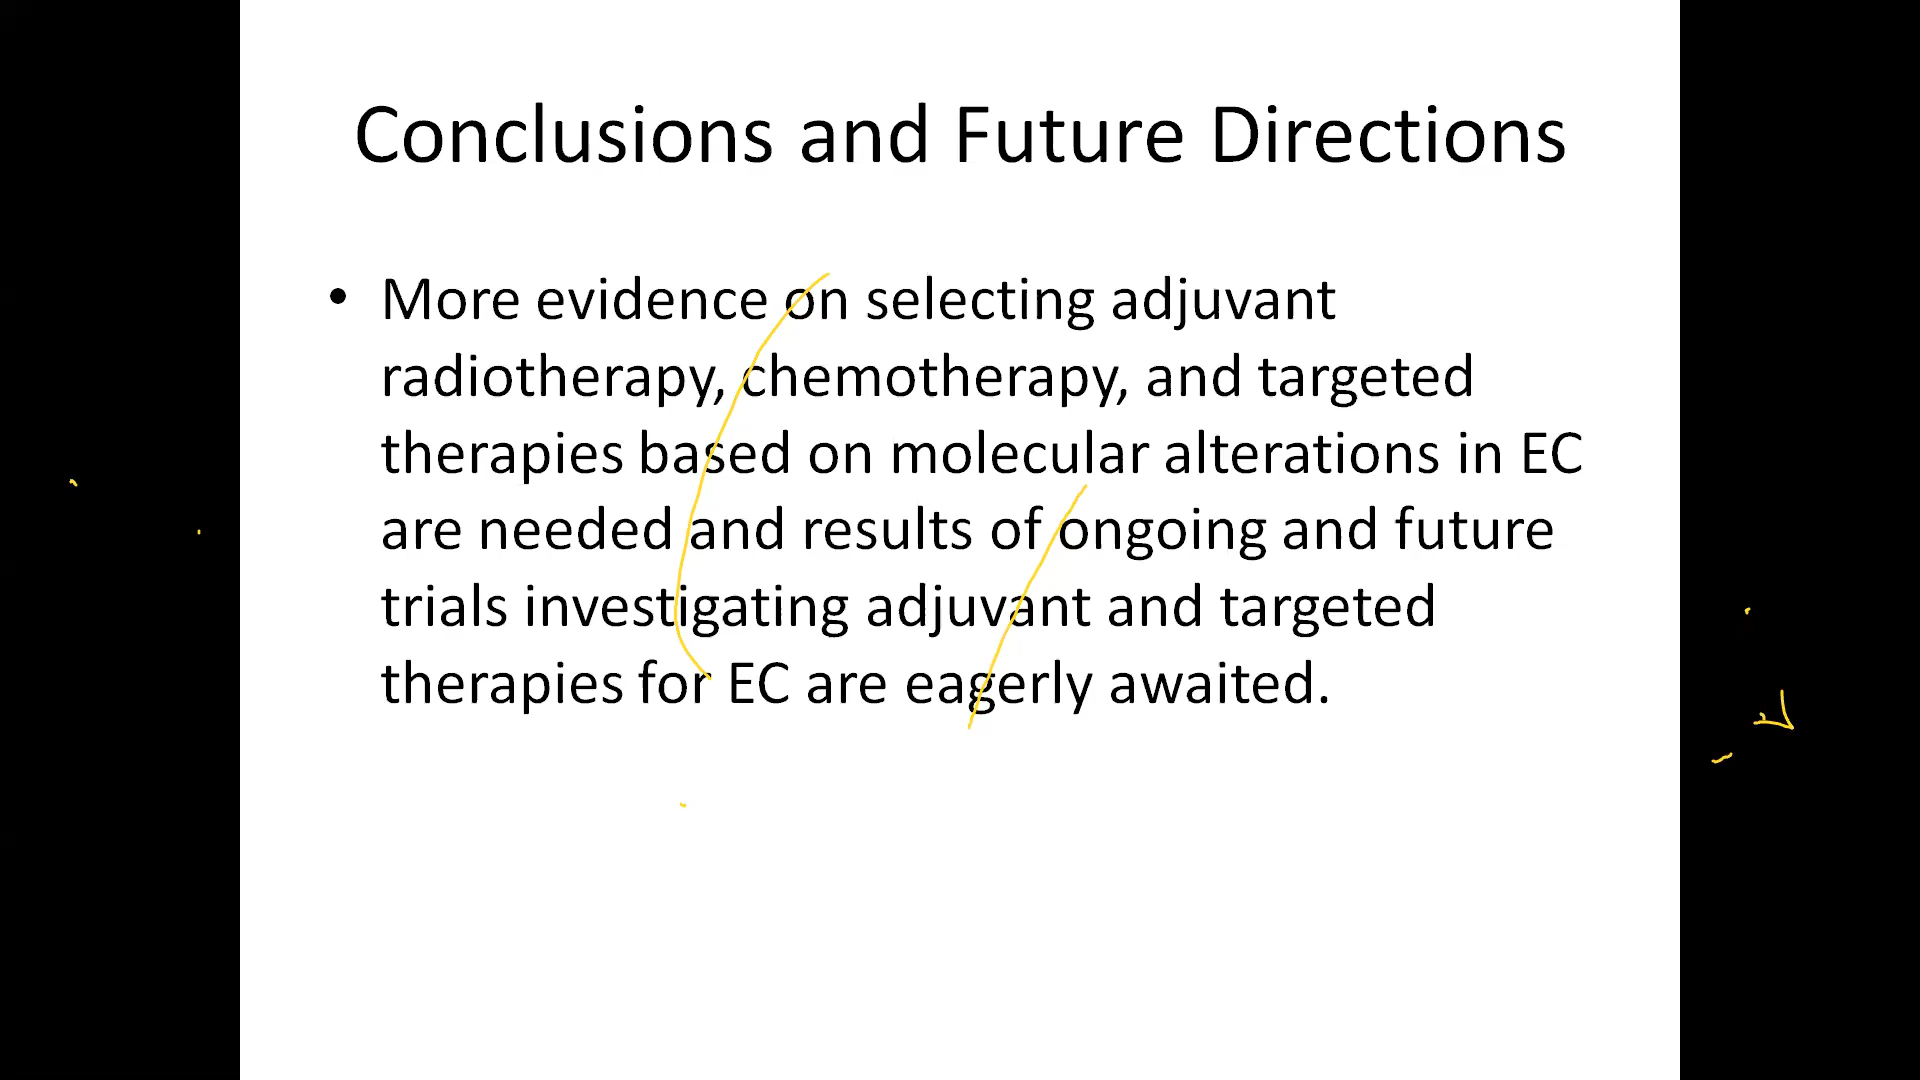 Conclusions and Future Directions
• More evidence on selecting adjuvant
radiotherapy, chemotherapy, and targeted
therapies based on molecular alterations in EC
are needed and results of ongoing and future
trials investigating adjuvant and targeted
therapies for EC are eagerly awaited.